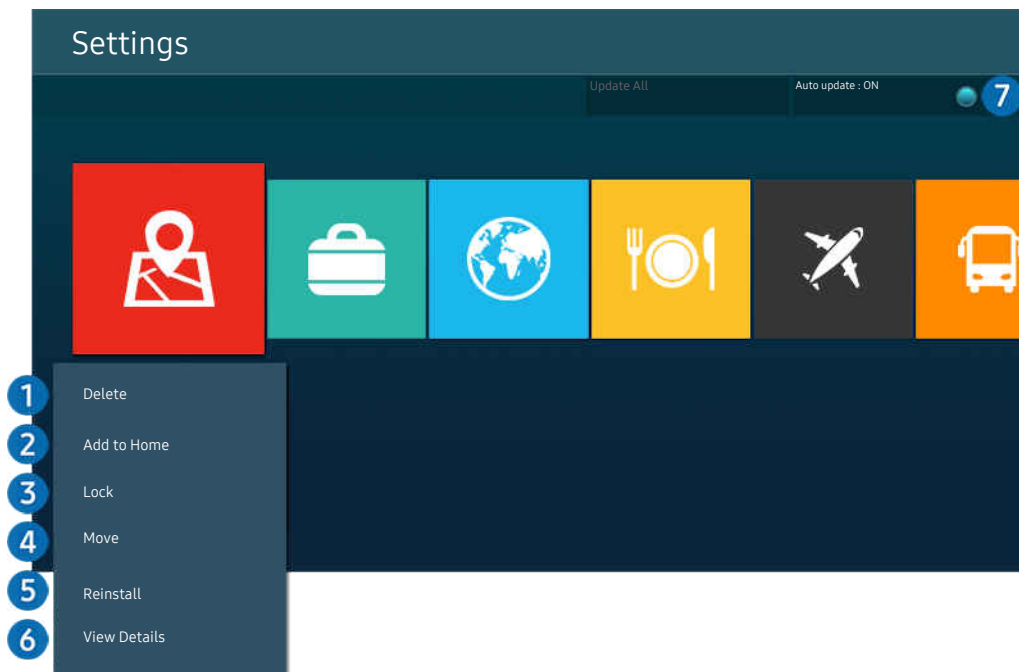 Settings
Update All
Auto update : ON
7
1 Delete
2 Add to Home
3 Lock
4 Move
5 Reinstall
6 View Details